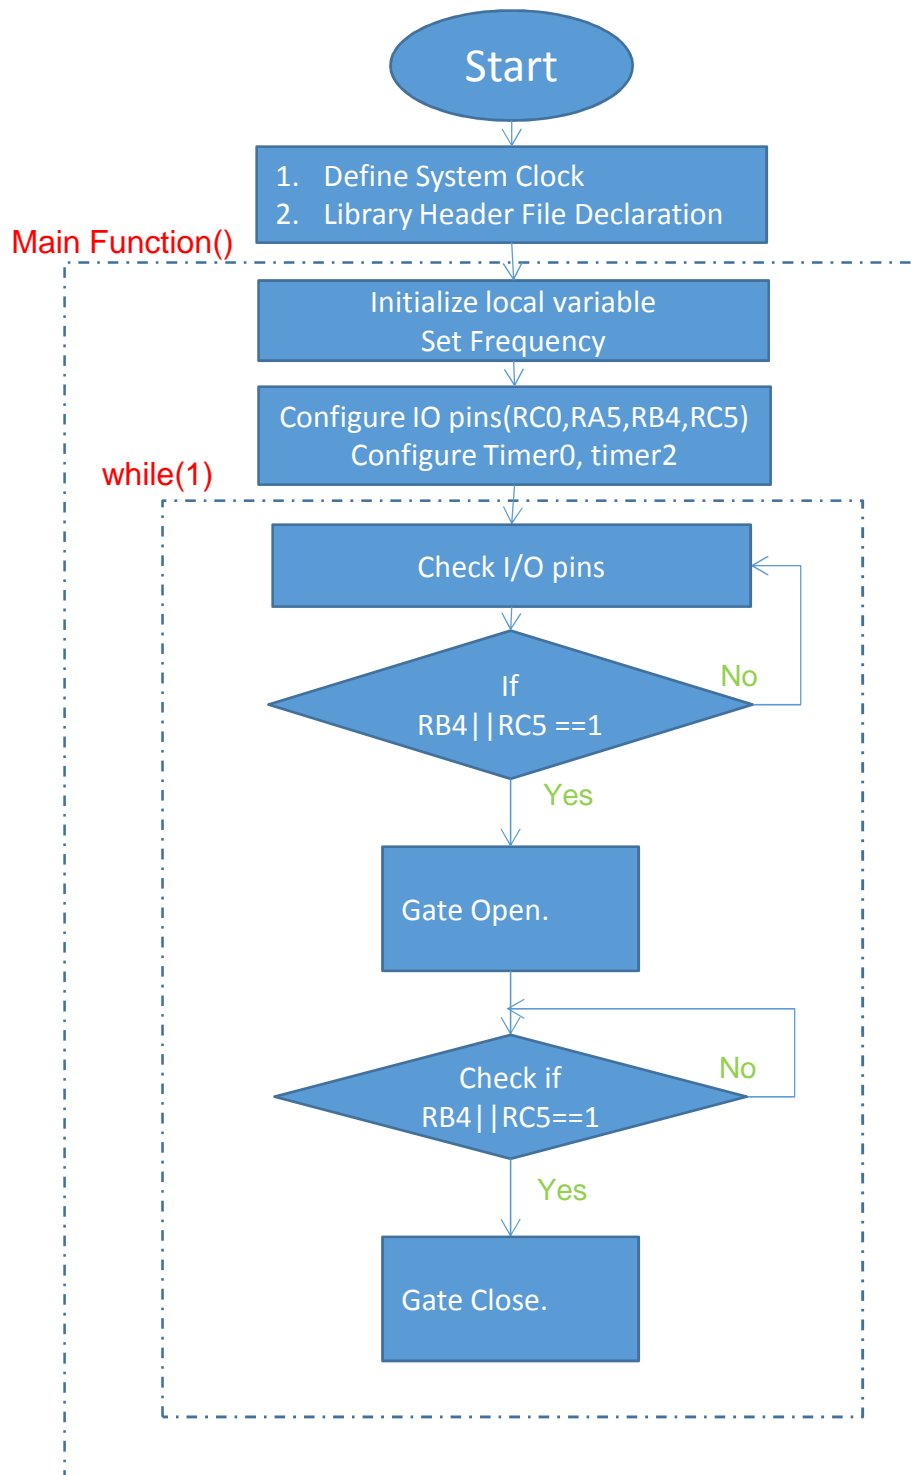 Start
1. Define System Clock
2. Library Header File Declaration
Main Function()
Initialize local variable
Set Frequency
Configure IO pins(RC0,RA5,RB4,RC5)
Configure Timer0, timer2
while(1)
Check I/O pins
If
RB4||RC5 ==1
No
Yes
Gate Open.
Check if
RB4||RC5==1
No
Yes
Gate Close.